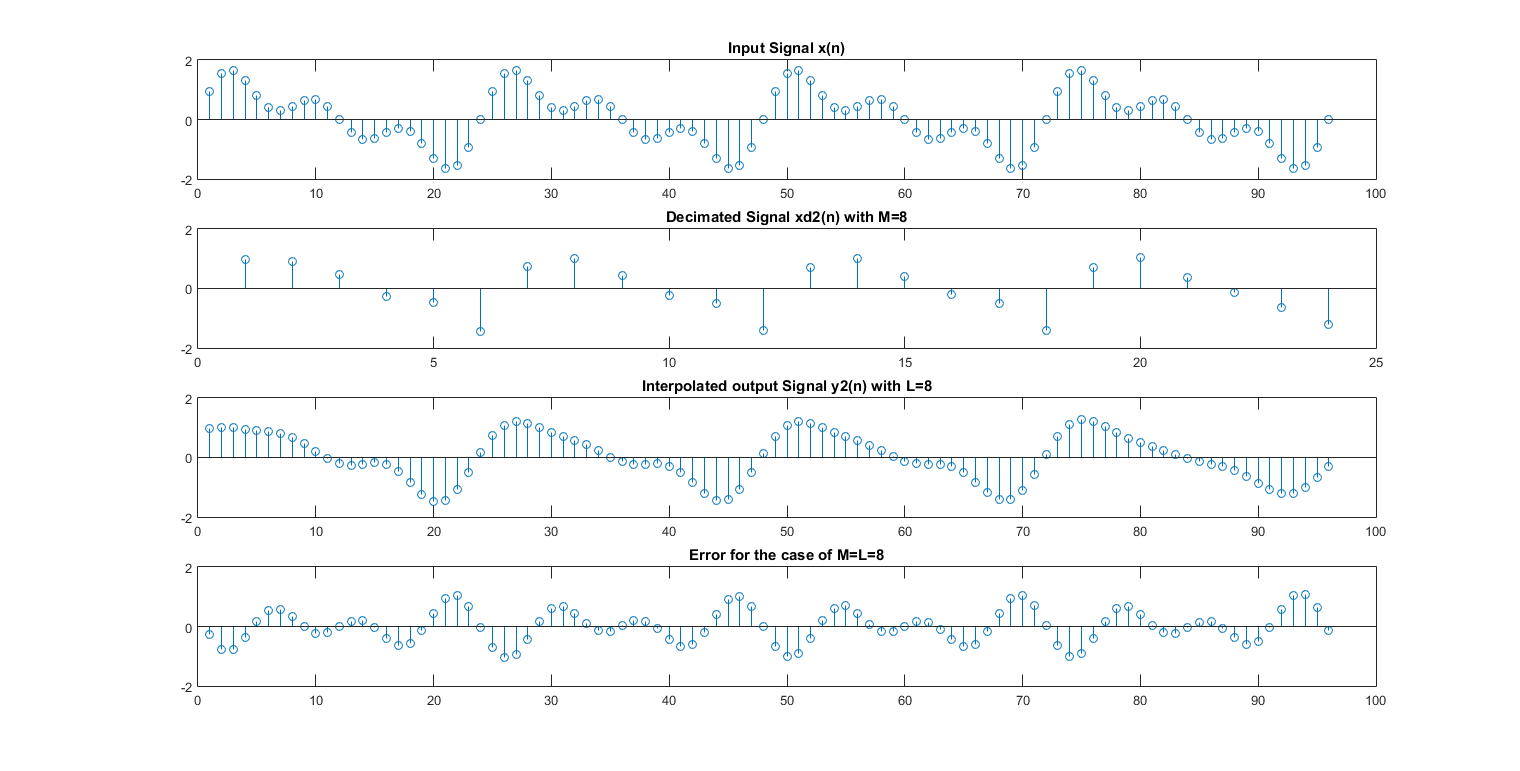 Input Signal x(n)
2
0
-2
0 10 20 30 40 50 60 70 80 90 100
Decimated Signal xd2(n) with M=8
2
0
-2
0 5 10 15 20 25
Interpolated output Signal y2(n) with L=8
2
0
-2
0 10 20 30 40 50 60 70 80 90 100
Error for the case of M=L=8
2
0
-2
0 10 20 30 40 50 60 70 80 90 100